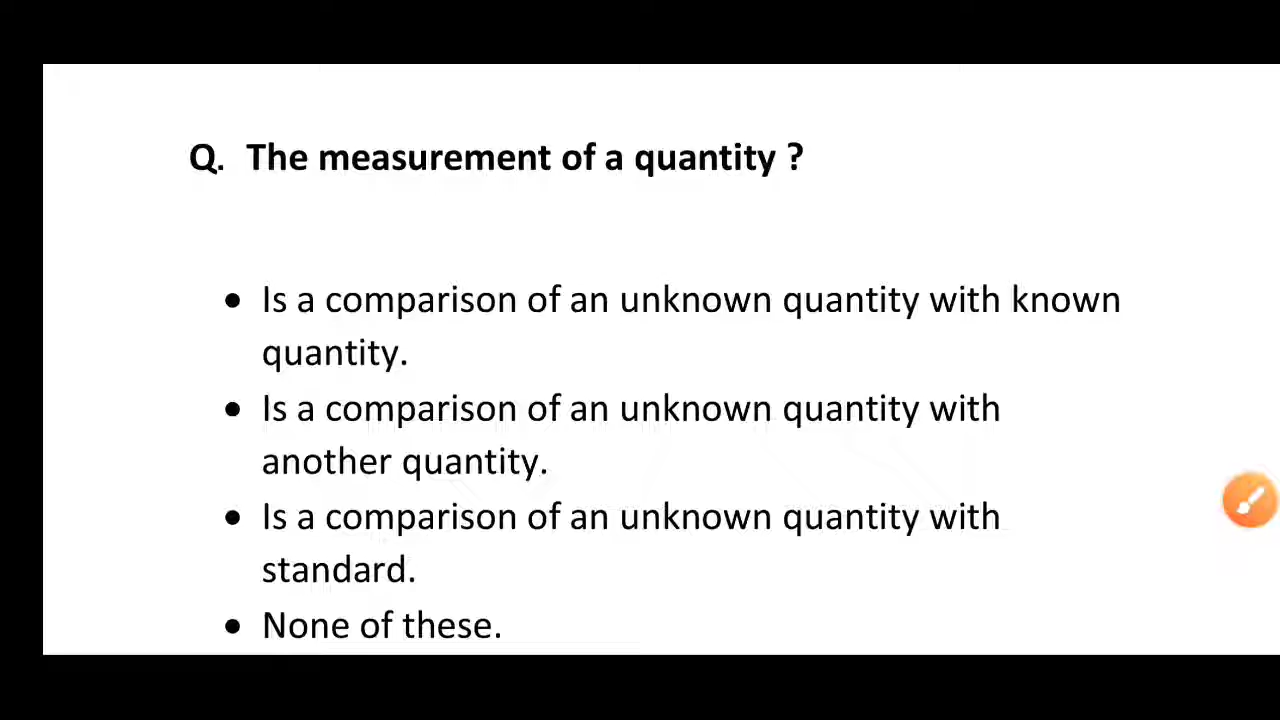 Q. The measurement of a quantity ?
• Is a comparison of an unknown quantity with known
quantity.
• Is a comparison of an unknown quantity with
another quantity.
• Is a comparison of an unknown quantity with
standard.
• None of these.